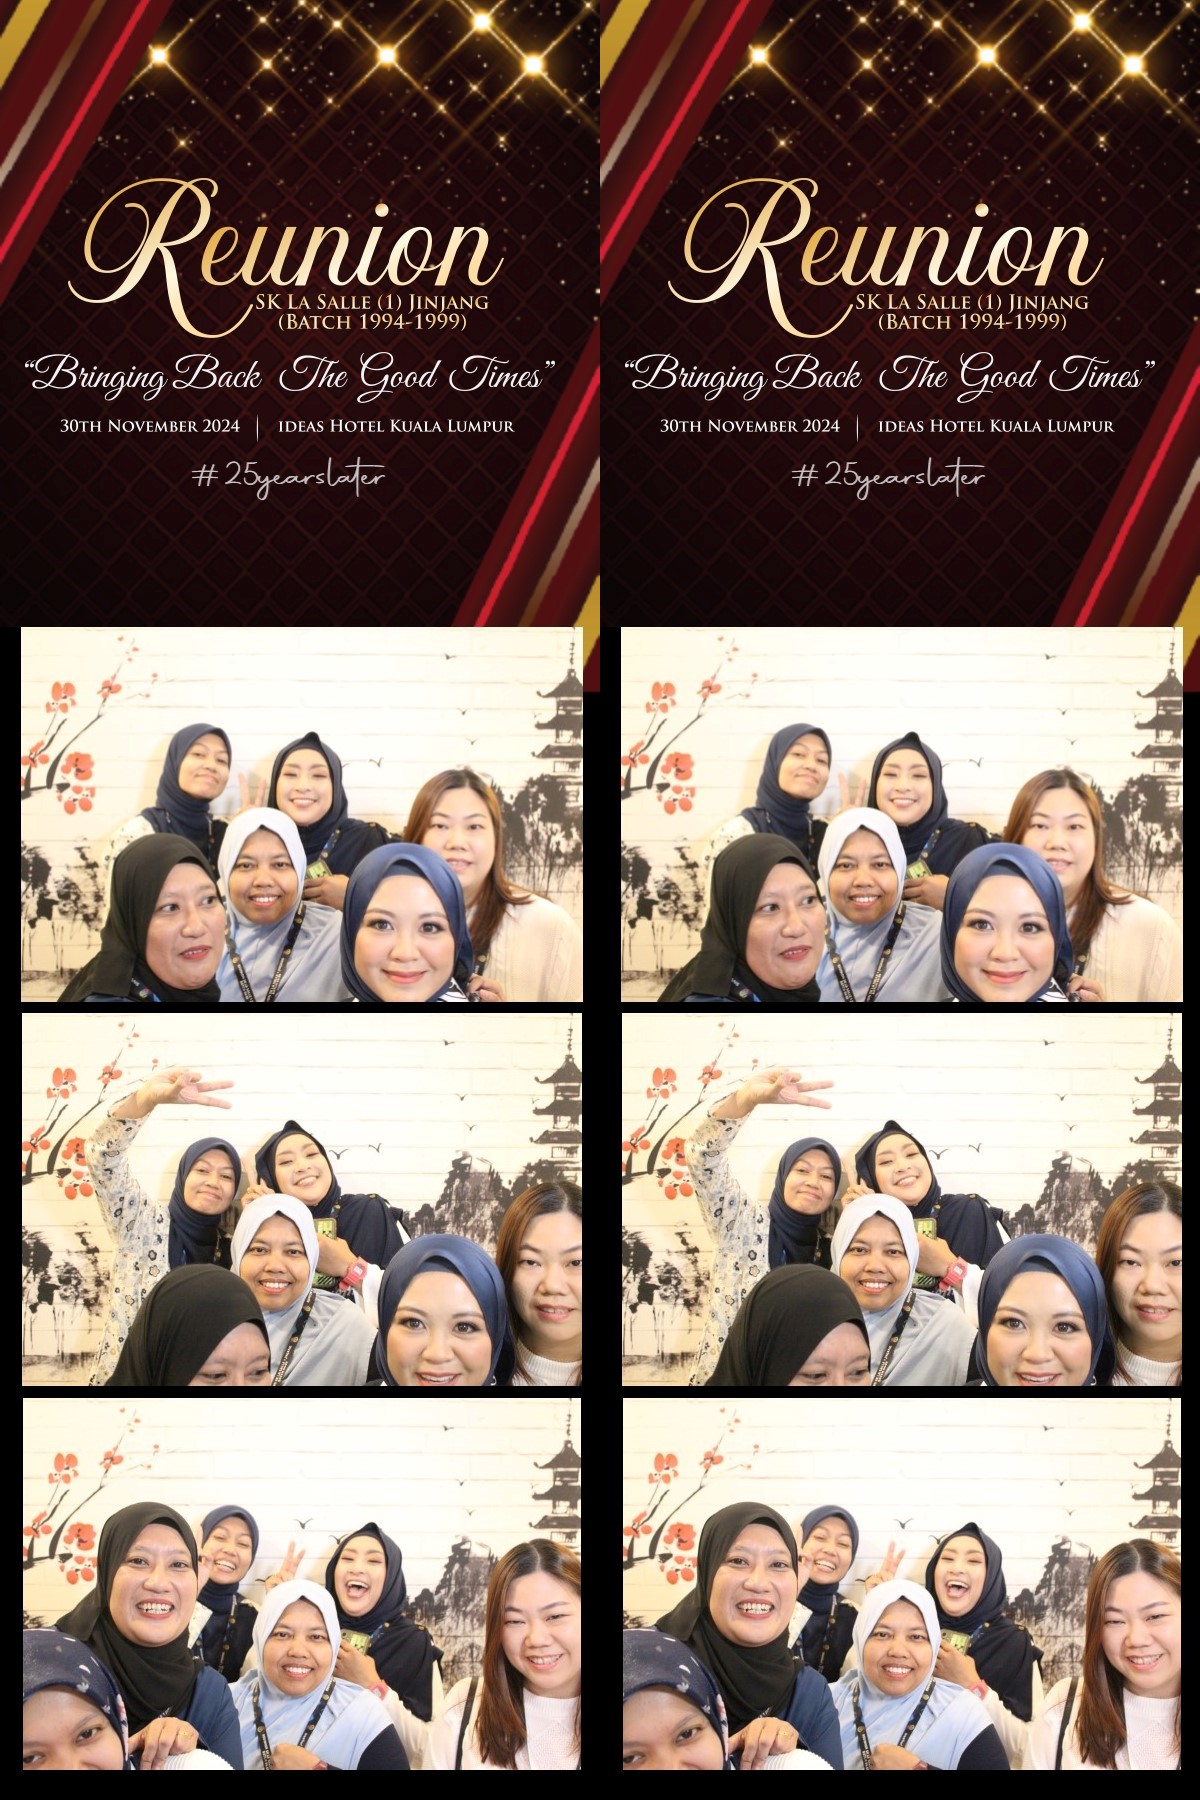 Reunion
SK La Salle (1) Jinjang
(Batch 1994-1999)
“Bringing Back The Good Times”
30th November 2024 | ideas Hotel Kuala Lumpur
#25yearslater
Reunion
SK La Salle (1) Jinjang
(Batch 1994-1999)
“Bringing Back The Good Times”
30th November 2024 | ideas Hotel Kuala Lumpur
#25yearslater